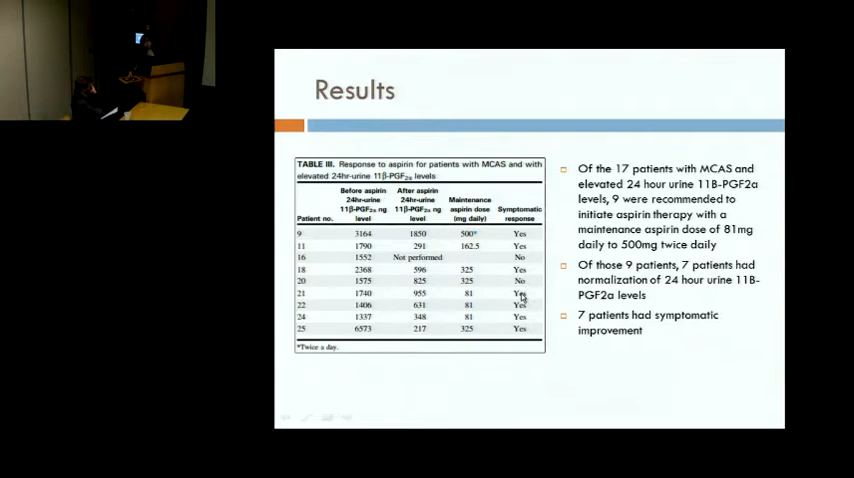 Results
TABLE III. Response to aspirin for patients with MCAS and with
elevated 24hr-urine 11β-PGF2α levels
Before aspirin After aspirin
24hr-urine 24hr-urine Maintenance
11β-PGF2α ng 11β-PGF2α ng aspirin dose Symptomatic
Patient no. level level (mg daily) response
9 3164 1850 500* Yes
11 1790 291 162.5 Yes
16 1552 Not performed No
18 2368 596 325 Yes
20 1575 825 325 No
21 1740 955 81 Yes
22 1406 631 81 Yes
24 1337 348 81 Yes
25 6573 217 325 Yes
*Twice a day.
Of the 17 patients with MCAS and
elevated 24 hour urine 11B-PGF2a
levels, 9 were recommended to
initiate aspirin therapy with a
maintenance aspirin dose of 81mg
daily to 500mg twice daily
Of those 9 patients, 7 patients had
normalization of 24 hour urine 11B-
PGF2a levels
7 patients had symptomatic
improvement